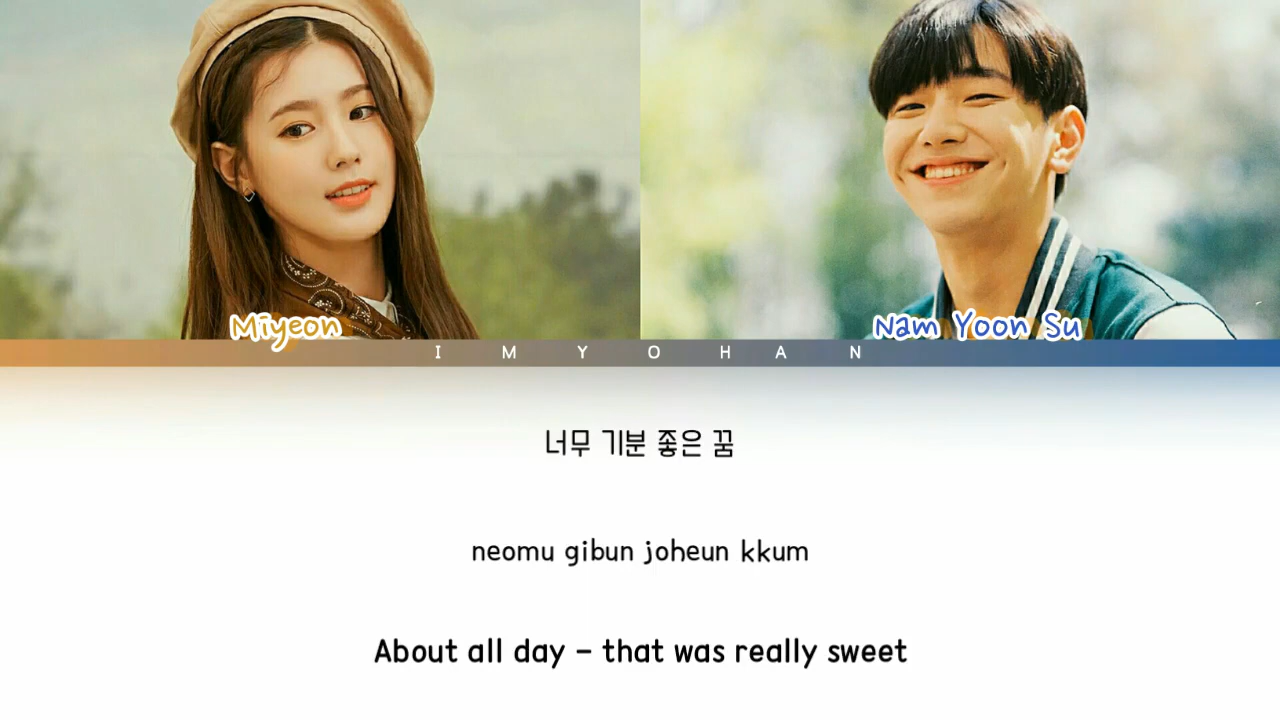 Miyeon
Nam Yoon Su
IMYOHAN
너무 기분 좋은 꿈
neomu gibun joheun kkum
About all day – that was really sweet